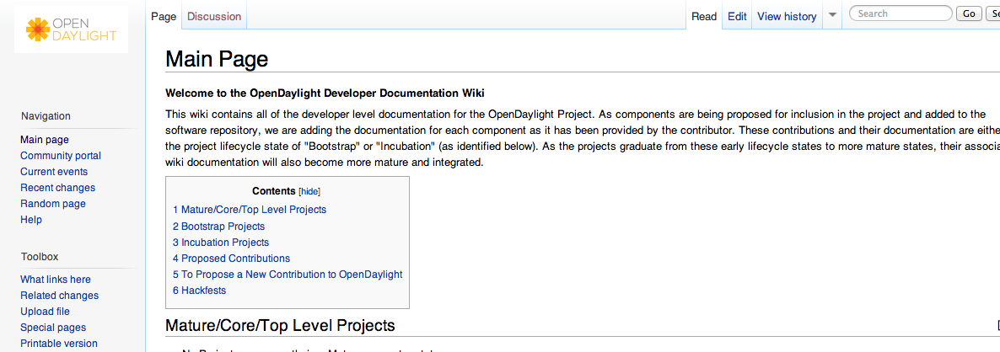 OPEN
DAYLIGHT
Page Discussion
Read Edit View history Search Go
Main Page
Welcome to the OpenDaylight Developer Documentation Wiki
This wiki contains all of the developer level documentation for the OpenDaylight Project. As components are being proposed for inclusion in the project and added to the
software repository, we are adding the documentation for each component as it has been provided by the contributor. These contributions and their documentation are
the project lifecycle state of "Bootstrap" or "Incubation" (as identified below). As the projects graduate from these early lifecycle states to more mature states, their
wiki documentation will also become more mature and integrated.
Contents [hide]
1 Mature/Core/Top Level Projects
2 Bootstrap Projects
3 Incubation Projects
4 Proposed Contributions
5 To Propose a New Contribution to OpenDaylight
6 Hackfests
Mature/Core/Top Level Projects
Navigation
Main page
Community portal
Current events
Recent changes
Random page
Help
Toolbox
What links here
Related changes
Upload file
Special pages
Printable version